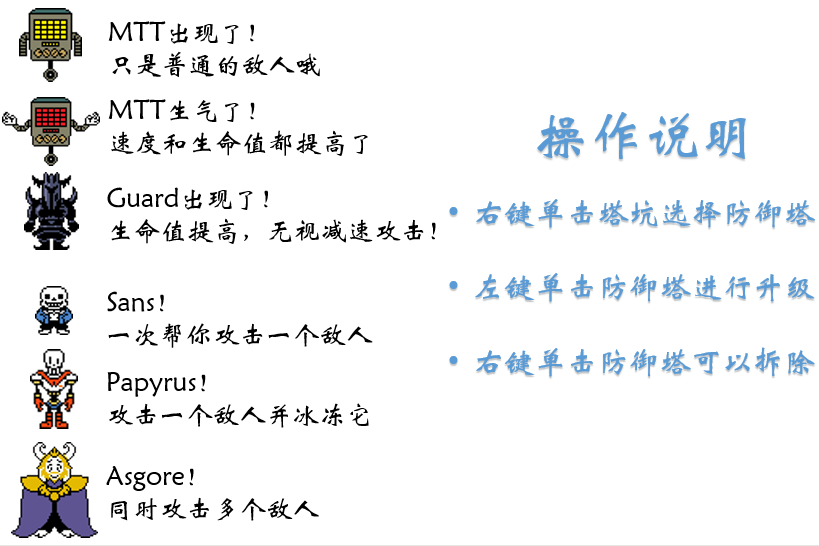 MTT出现了！
只是普通的敌人哦
MTT生气了！
速度和生命值都提高了
Guard出现了！
生命值提高，无视减速攻击！
Sans！
一次帮你攻击一个敌人
Papyrus！
攻击一个敌人并冰冻它
Asgore！
同时攻击多个敌人
操作说明
• 右键单击塔坑选择防御塔
• 左键单击防御塔进行升级
• 右键单击防御塔可以拆除